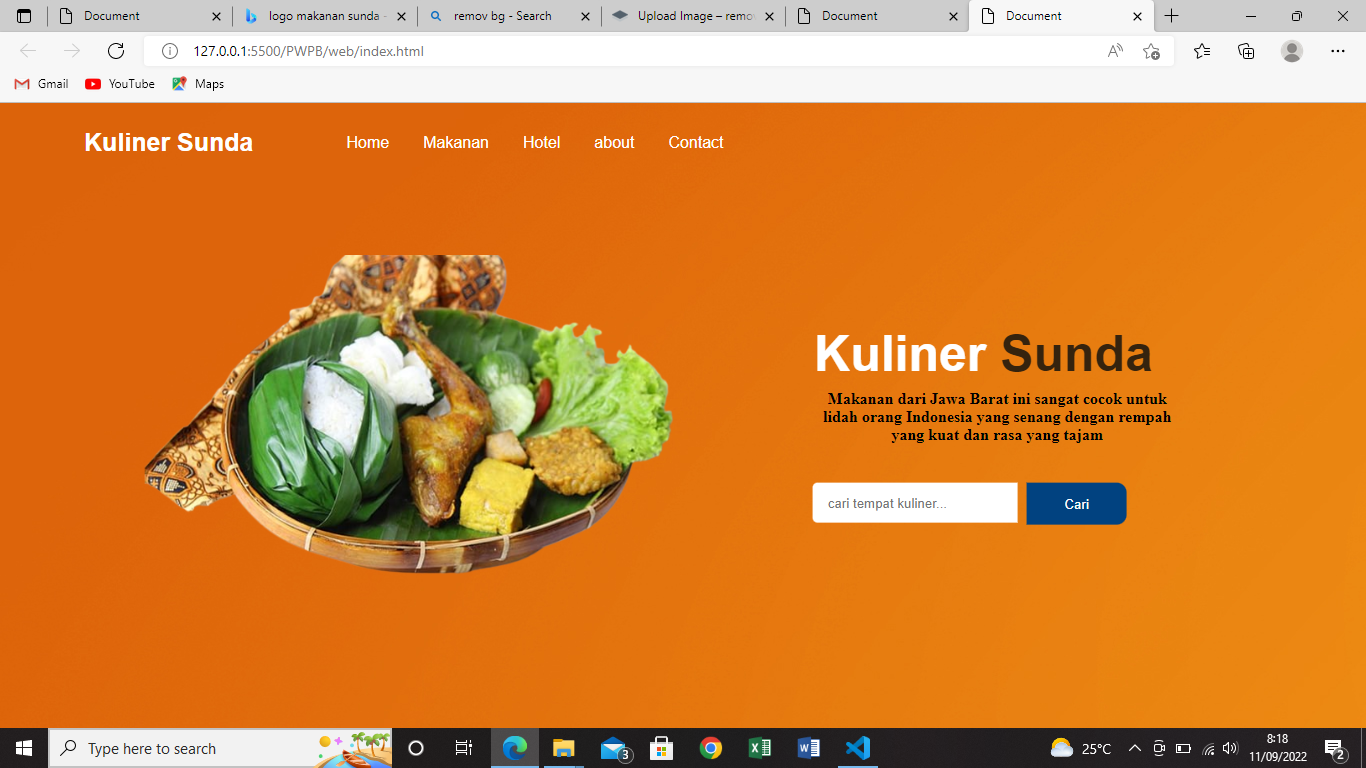 Document
logo makanan sunda -
remov bg - Search
Upload Image – remo
Document
Document
127.0.0.1:5500/PWPB/web/index.html
Gmail
YouTube
Maps
Kuliner Sunda
Home
Makanan
Hotel
about
Contact
Kuliner Sunda
Makanan dari Jawa Barat ini sangat cocok untuk
lidah orang Indonesia yang senang dengan rempah
yang kuat dan rasa yang tajam
cari tempat kuliner...
Cari
Type here to search
3
25°C
8:18
11/09/2022
2